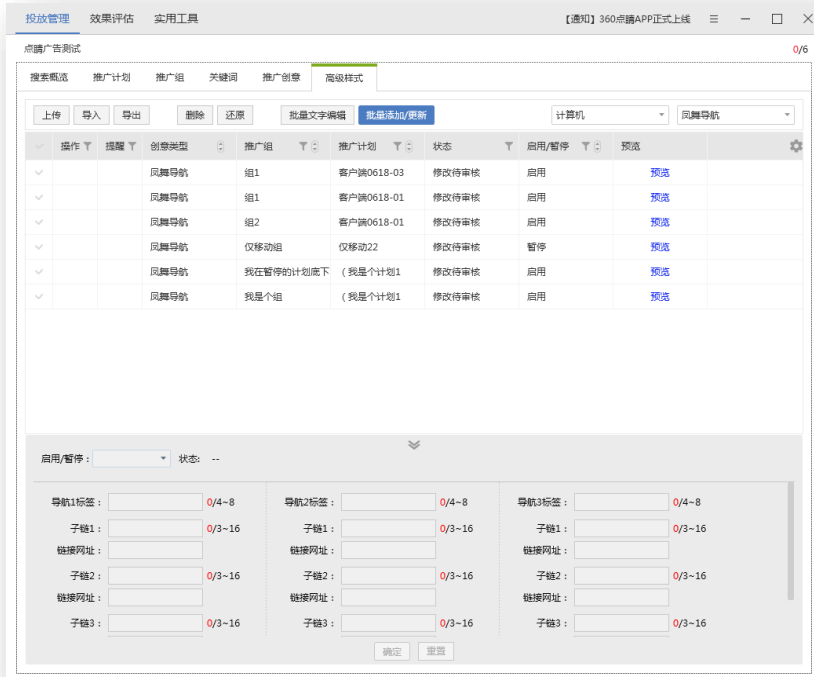 投放管理 效果评估 实用工具 【通知】360点睛APP正式上线
点睛广告测试 0/6
搜索概览 推广计划 推广组 关键词 推广创意 高级样式
上传 导入 导出 删除 还原 批量文字编辑 批量添加/更新 计算机 凤舞导航
操作 提醒 创意类型 推广组 推广计划 状态 启用/暂停 预览
凤舞导航 组1 客户端0618-03 修改待审核 启用 预览
凤舞导航 组1 客户端0618-01 修改待审核 启用 预览
凤舞导航 组2 客户端0618-01 修改待审核 启用 预览
凤舞导航 仅移动组 仅移动22 修改待审核 暂停 预览
凤舞导航 我在暂停的计划底下 （我是个计划1 修改待审核 启用 预览
凤舞导航 我是个组 （我是个计划1 修改待审核 启用 预览
启用/暂停： 状态: --
导航1标签： 0/4~8 导航2标签： 0/4~8 导航3标签： 0/4~8
子链1： 0/3~16 子链1： 0/3~16 子链1： 0/3~16
链接网址： 链接网址： 链接网址：
子链2： 0/3~16 子链2： 0/3~16 子链2： 0/3~16
链接网址： 链接网址： 链接网址：
子链3： 0/3~16 子链3： 0/3~16 子链3： 0/3~16
确定 重置